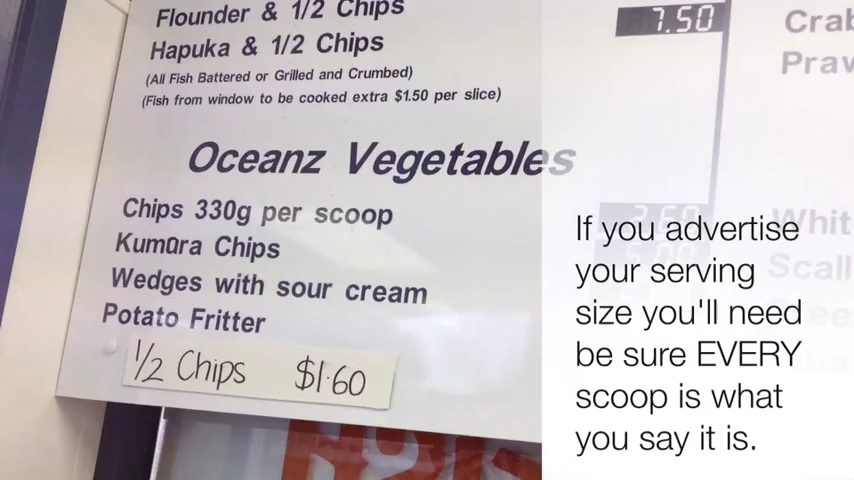 Flounder & 1/2 Chips
Hapuka & 1/2 Chips
7.50
(All Fish Battered or Grilled and Crumbed)
(Fish from window to be cooked extra $1.50 per slice)
Oceanz Vegetables
Chips 330g per scoop
Kumara Chips
Wedges with sour cream
Potato Fritter
1/2 Chips $1.60
If you advertise
your serving
size you'll need
be sure EVERY
scoop is what
you say it is.